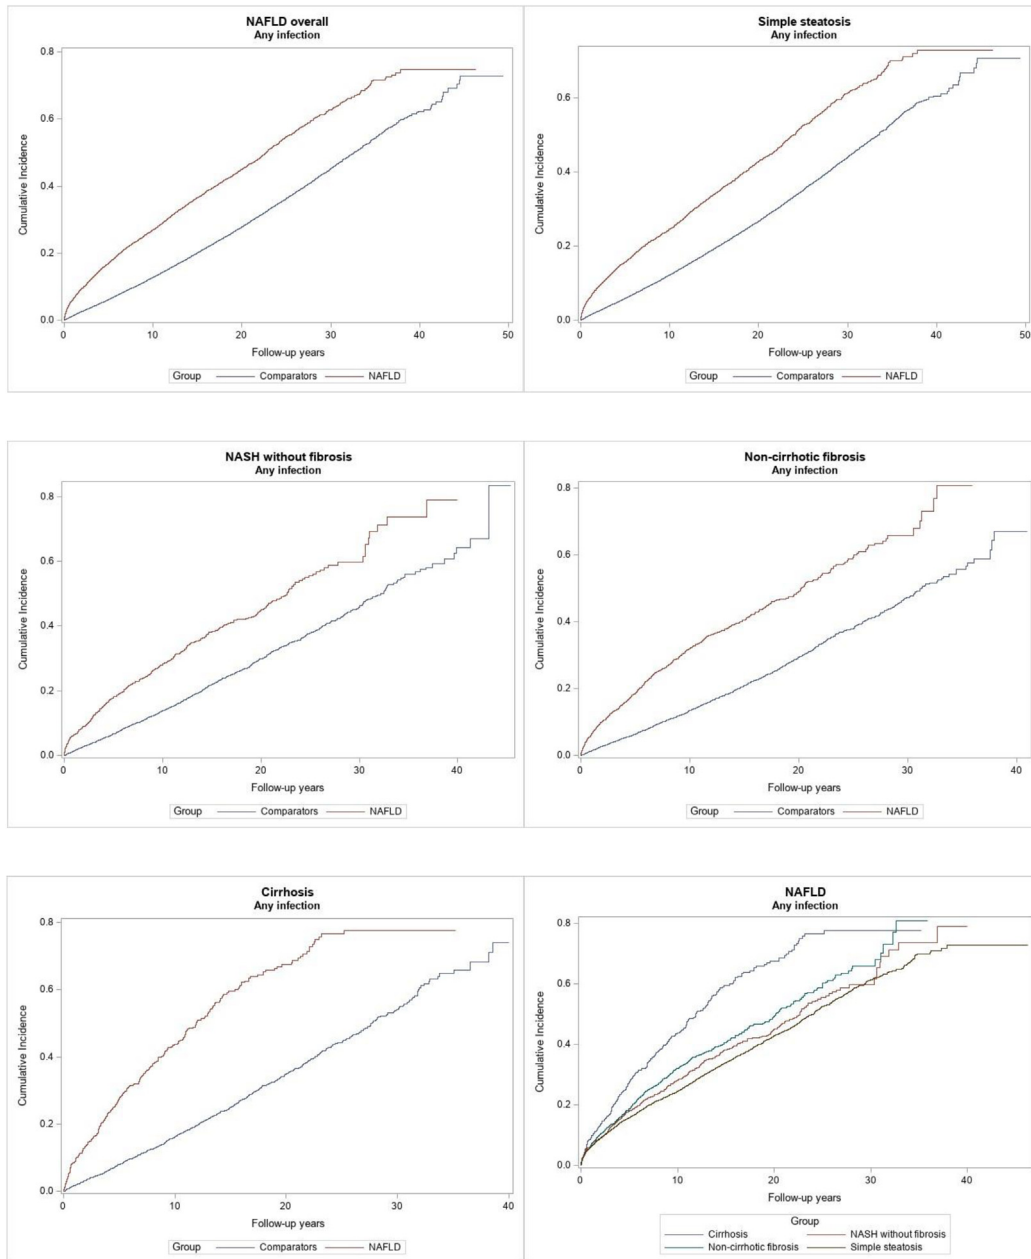 NAFLD overall
Any infection
Cumulative Incidence
0.8
0.6
0.4
0.2
0.0
0 10 20 30 40 50
Follow-up years
Group Comparators NAFLD
Simple steatosis
Any infection
Cumulative Incidence
0.6
0.4
0.2
0.0
0 10 20 30 40 50
Follow-up years
Group Comparators NAFLD
NASH without fibrosis
Any infection
Cumulative Incidence
0.8
0.6
0.4
0.2
0.0
0 10 20 30 40
Follow-up years
Group Comparators NAFLD
Non-cirrhotic fibrosis
Any infection
Cumulative Incidence
0.8
0.6
0.4
0.2
0.0
0 10 20 30 40
Follow-up years
Group Comparators NAFLD
Cirrhosis
Any infection
Cumulative Incidence
0.8
0.6
0.4
0.2
0.0
0 10 20 30 40
Follow-up years
Group Comparators NAFLD
NAFLD
Any infection
Cumulative Incidence
0.8
0.6
0.4
0.2
0.0
0 10 20 30 40
Follow-up years
Group
Cirrhosis NASH without fibrosis
Non-cirrhotic fibrosis Simple steatosis